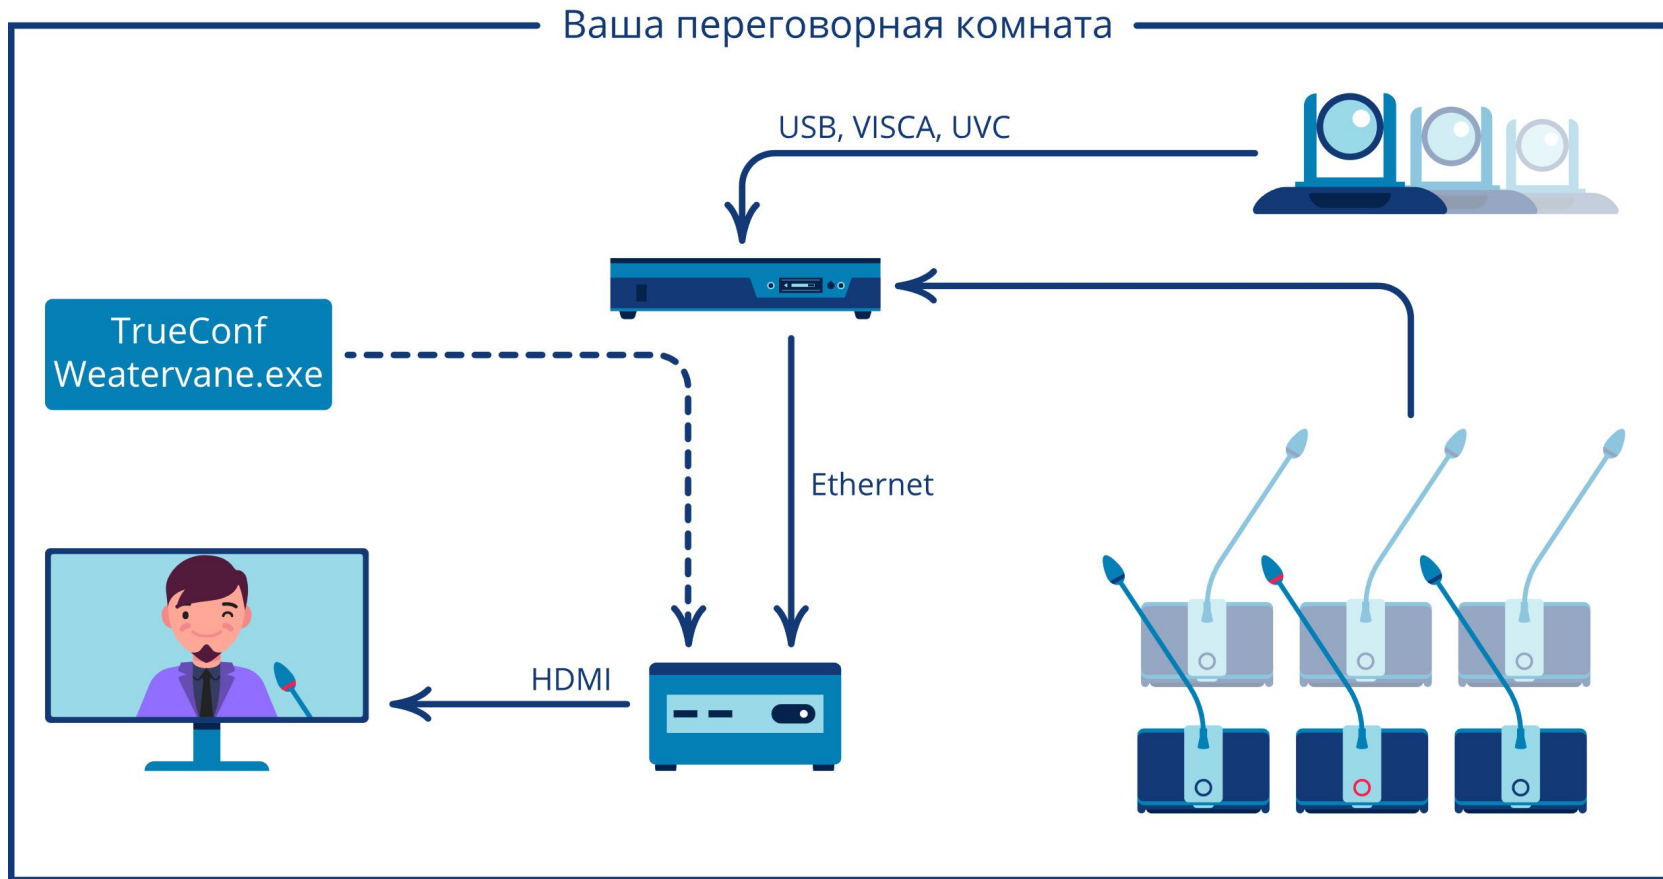 Ваша переговорная комната
USB, VISCA, UVC
TrueConf
Weatervane.exe
Ethernet
HDMI